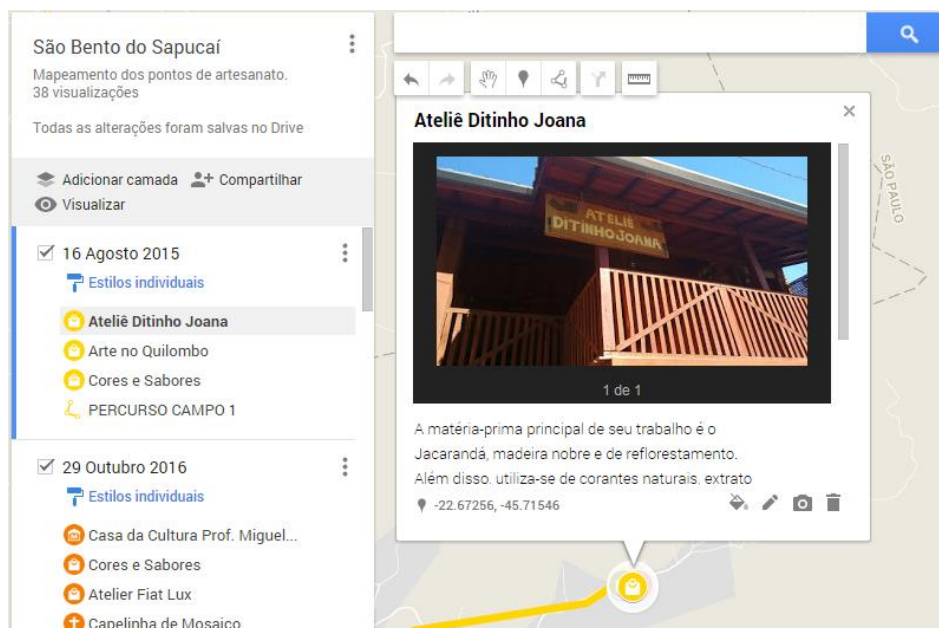 São Bento do Sapucaí
Mapeamento dos pontos de artesanato.
38 visualizações
Todas as alterações foram salvas no Drive
Adicionar camada Compartilhar
Visualizar
16 Agosto 2015
Estilos individuais
Ateliê Ditinho Joana
Arte no Quilombo
Cores e Sabores
PERCURSO CAMPO 1
29 Outubro 2016
Estilos individuais
Casa da Cultura Prof. Miguel...
Cores e Sabores
Atelier Fiat Lux
Capelinha de Mosaico
Ateliê Ditinho Joana
ATELIÊ
DITINHO JOANA
1 de 1
A matéria-prima principal de seu trabalho é o
Jacarandá, madeira nobre e de reflorestamento.
Além disso, utiliza-se de corantes naturais, extrato
-22.67256, -45.71546
SÃO PAULO